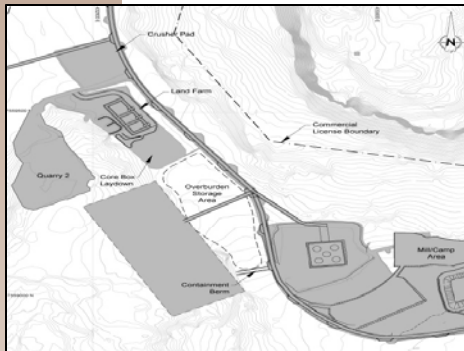 Crusher Pad
N
Land Farm
Commercial
License Boundary
Quarry 2
Core Box
Laydown
Overburden
Storage
Area
Mill/Camp
Area
Containment
Berm